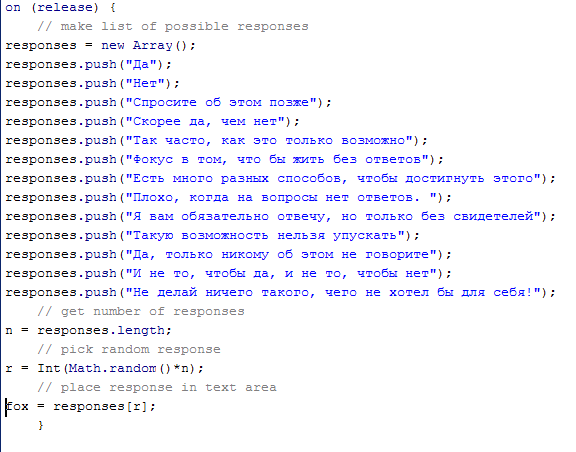 on (release) {
// make list of possible responses
responses = new Array();
responses.push("Да");
responses.push("Нет");
responses.push("Спросите об этом позже");
responses.push("Скорее да, чем нет");
responses.push("Так часто, как это только возможно");
responses.push("Фокус в том, что бы жить без ответов");
responses.push("Есть много разных способов, чтобы достигнуть этого");
responses.push("Плохо, когда на вопросы нет ответов. ");
responses.push("Я вам обязательно отвечу, но только без свидетелей");
responses.push("Такую возможность нельзя упускать");
responses.push("Да, только никому об этом не говорите");
responses.push("И не то, чтобы да, и не то, чтобы нет");
responses.push("Не делай ничего такого, чего не хотел бы для себя!");
// get number of responses
n = responses.length;
// pick random response
r = Int(Math.random()*n);
// place response in text area
fox = responses[r];
}